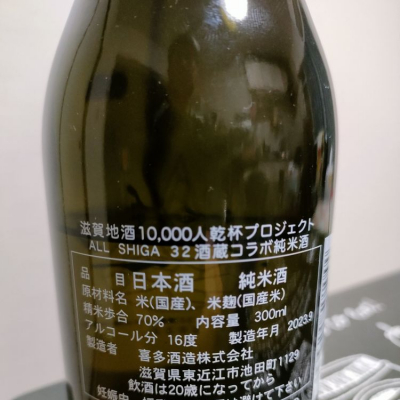 滋賀地酒10,000人乾杯プロジェクト
ALL SHIGA 32酒蔵コラボ純米酒
品 目 日本酒 純米酒
原材料名 米(国産)、米麹(国産米)
精米歩合 70% 内容量 300ml
アルコール分 16度 製造年月 2023.9
製造者 喜多酒造株式会社
滋賀県東近江市池田町1129
飲酒は20歳になってから